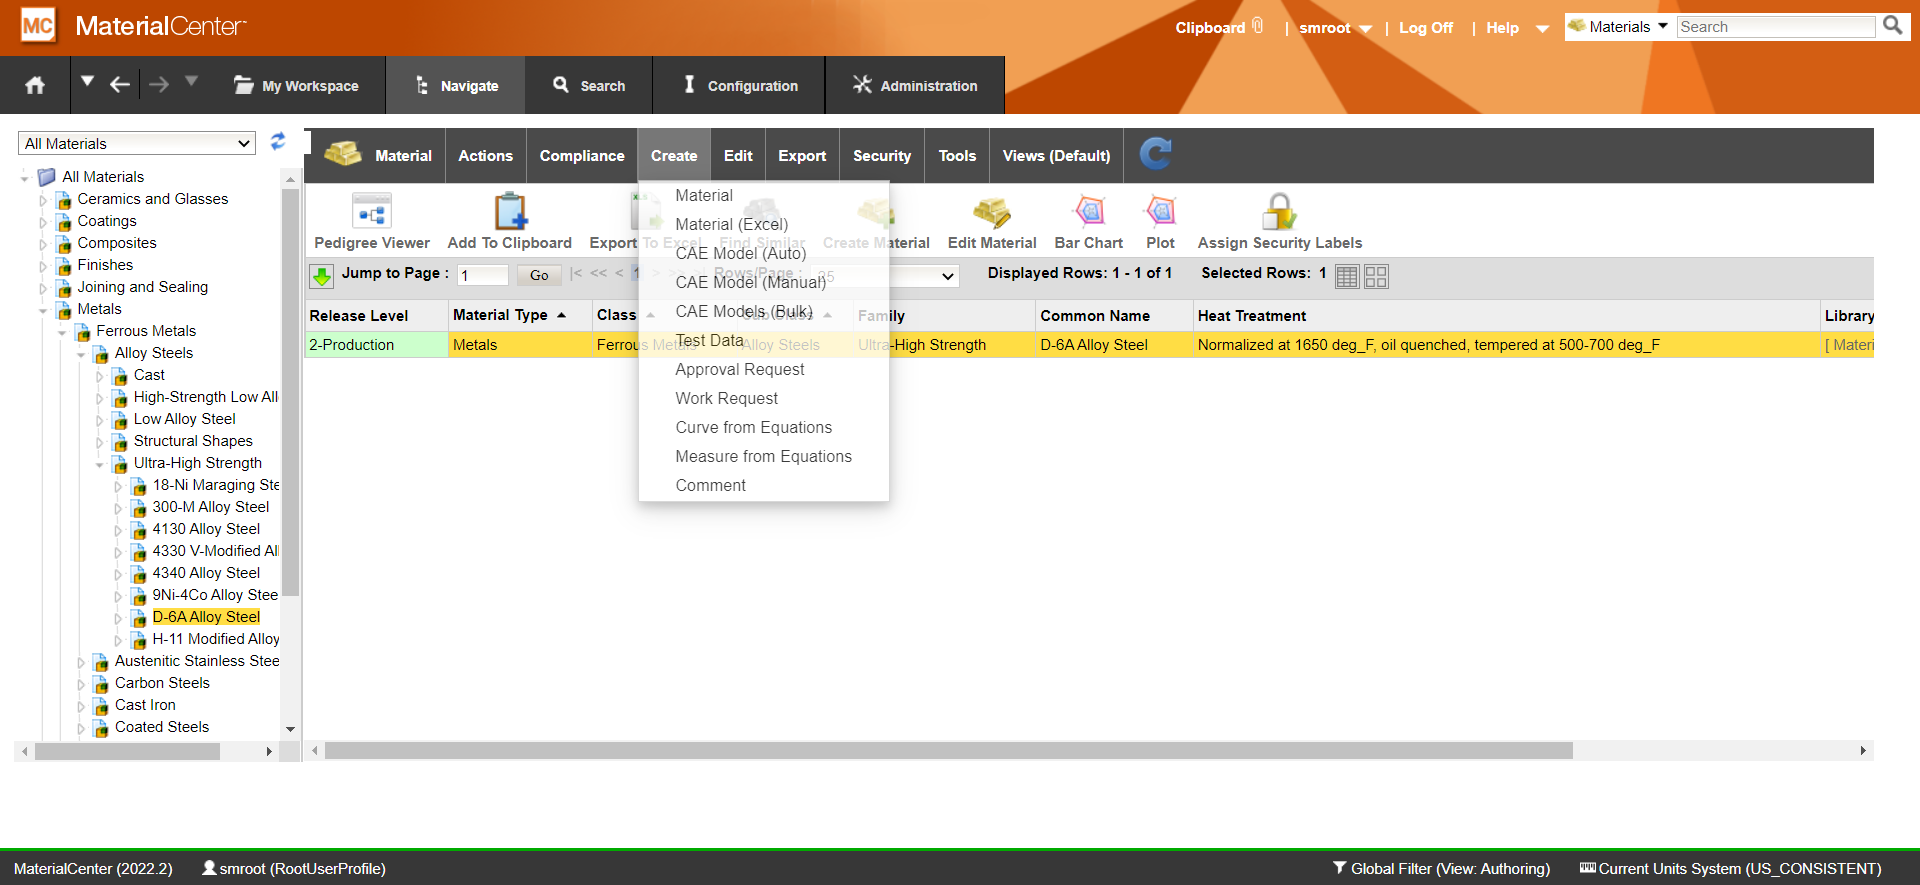 MC MaterialCenter
Clipboard | smroot | Log Off | Help
Materials Search
My Workspace Navigate Search Configuration Administration
All Materials
Material Actions Compliance Create Edit Export Security Tools Views (Default)
All Materials
Ceramics and Glasses
Coatings
Composites
Finishes
Joining and Sealing
Metals
Ferrous Metals
Alloy Steels
Cast
High-Strength Low All
Low Alloy Steel
Structural Shapes
Ultra-High Strength
18-Ni Maraging Ste
300-M Alloy Steel
4130 Alloy Steel
4330 V-Modified All
4340 Alloy Steel
9Ni-4Co Alloy Stee
D-6A Alloy Steel
H-11 Modified Alloy
Austenitic Stainless Stee
Carbon Steels
Cast Iron
Coated Steels
Pedigree Viewer Add To Clipboard Export To Excel Find Similar Create Material Edit Material Bar Chart Plot Assign Security Labels
Jump to Page : 1 Go |< << < 1 > Rows/Page : 25 Displayed Rows: 1 - 1 of 1 Selected Rows: 1
Release Level Material Type Class SubClass Family Common Name Heat Treatment Library
2-Production Metals Ferrous Metals Alloy Steels Ultra-High Strength D-6A Alloy Steel Normalized at 1650 deg_F, oil quenched, tempered at 500-700 deg_F [ Materi
Material
Material (Excel)
CAE Model (Auto)
CAE Model (Manual)
CAE Models (Bulk)
Test Data
Approval Request
Work Request
Curve from Equations
Measure from Equations
Comment
MaterialCenter (2022.2) smroot (RootUserProfile) Global Filter (View: Authoring) Current Units System (US_CONSISTENT)